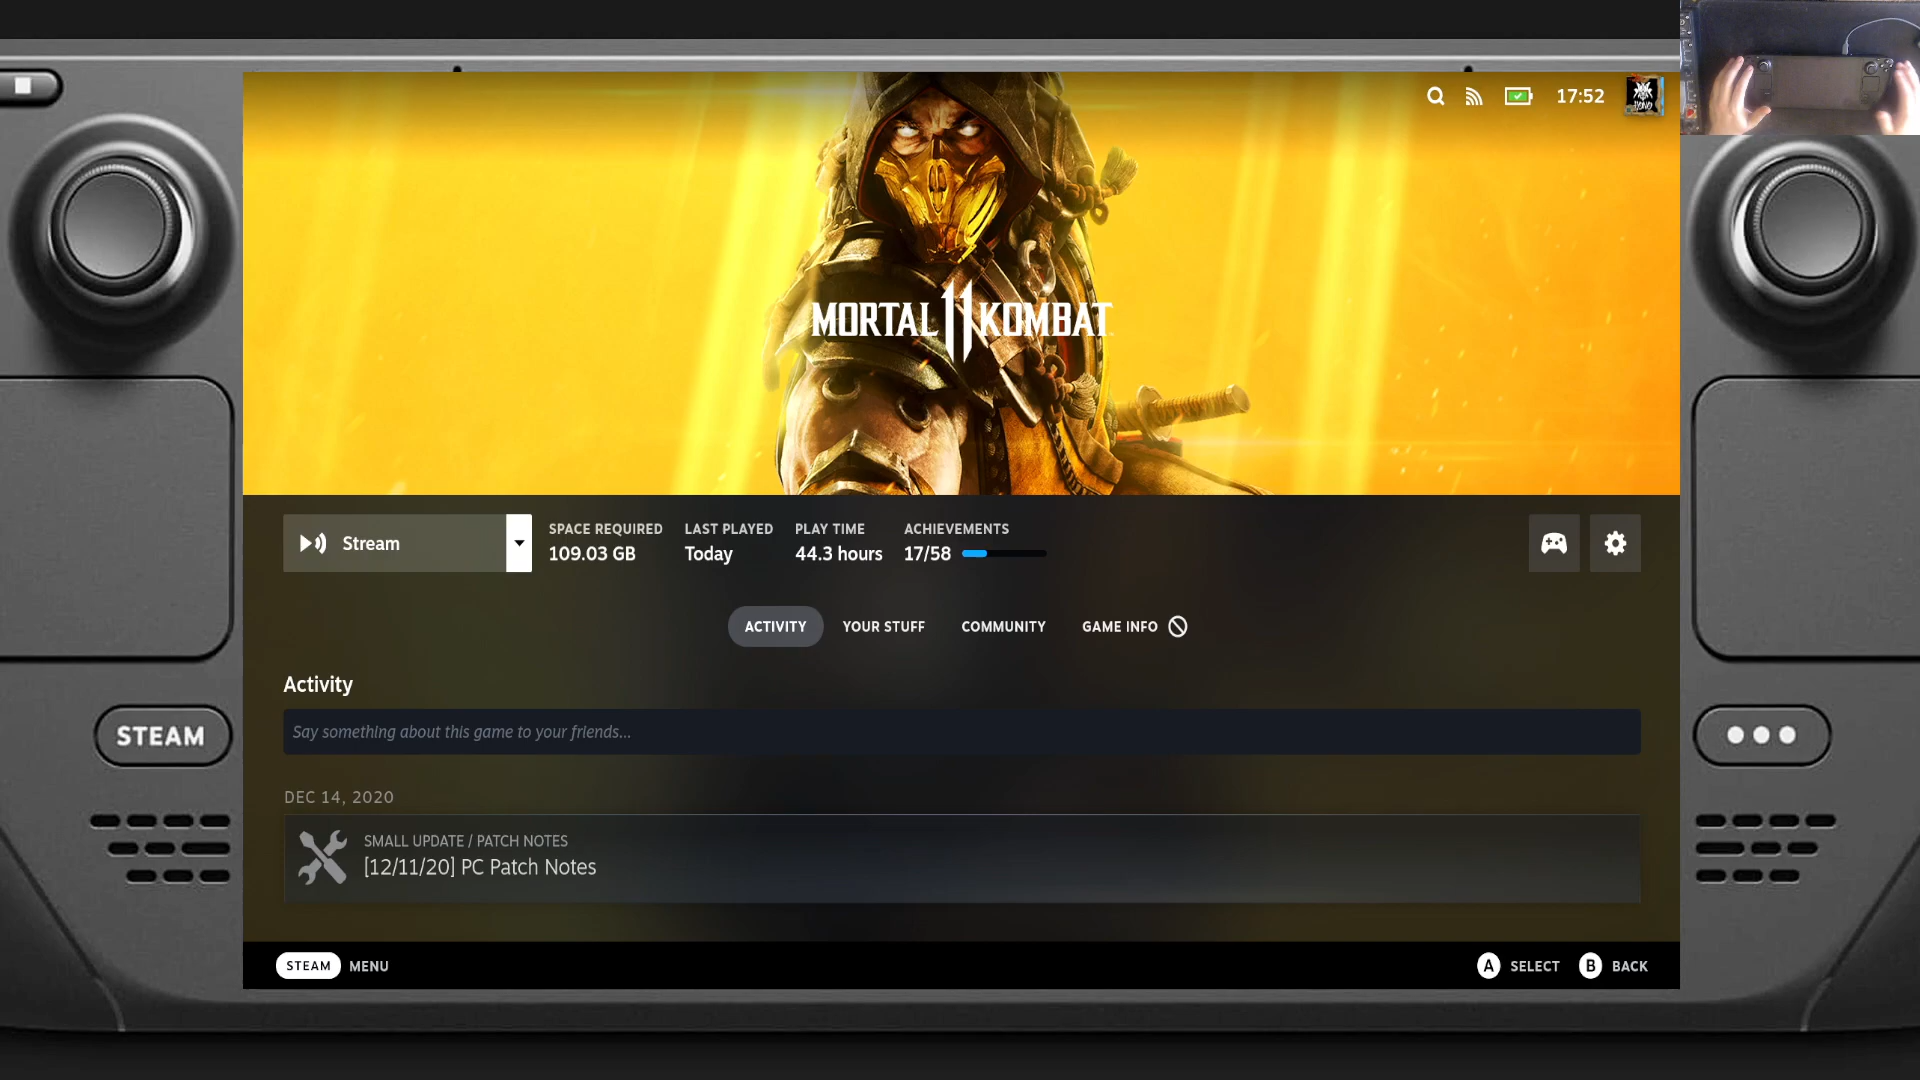 17:52
MORTAL 11 KOMBAT
Stream
SPACE REQUIRED
109.03 GB
LAST PLAYED
Today
PLAY TIME
44.3 hours
ACHIEVEMENTS
17/58
ACTIVITY
YOUR STUFF
COMMUNITY
GAME INFO
Activity
Say something about this game to your friends...
STEAM
DEC 14, 2020
SMALL UPDATE / PATCH NOTES
[12/11/20] PC Patch Notes
STEAM MENU
A SELECT
B BACK